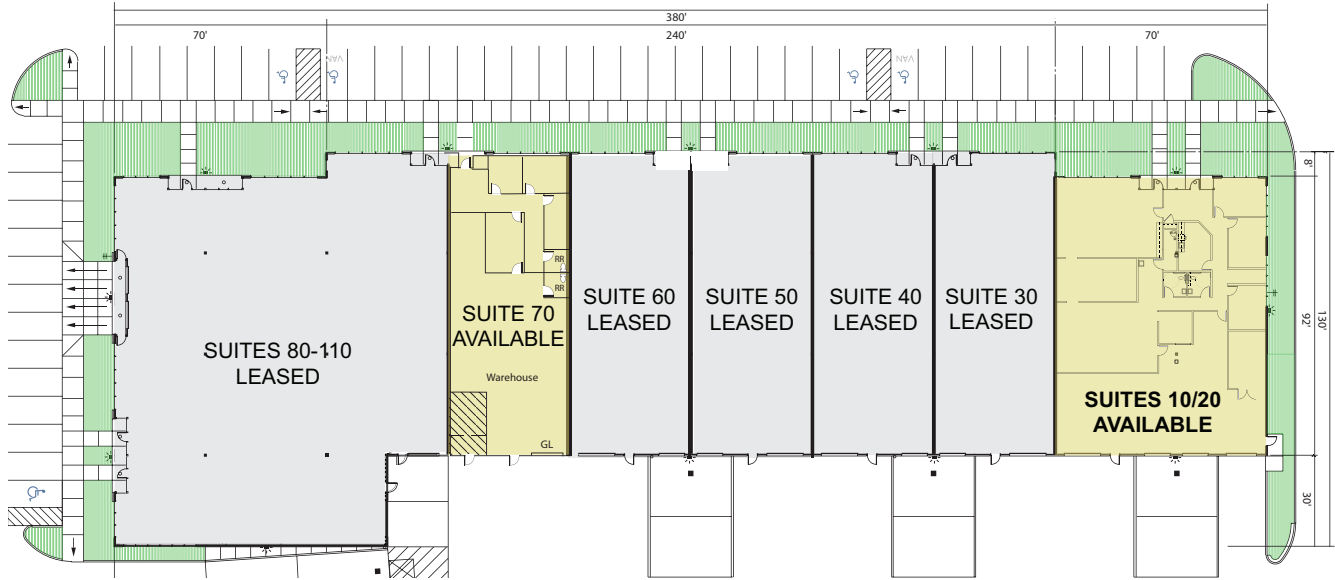 380'
70'
240'
70'
VAN
VAN
8'
RR
RR
SUITE 70
AVAILABLE
SUITE 60
LEASED
SUITE 50
LEASED
SUITE 40
LEASED
SUITE 30
LEASED
92'
130'
SUITES 80-110
LEASED
Warehouse
SUITES 10/20
AVAILABLE
GL
30'